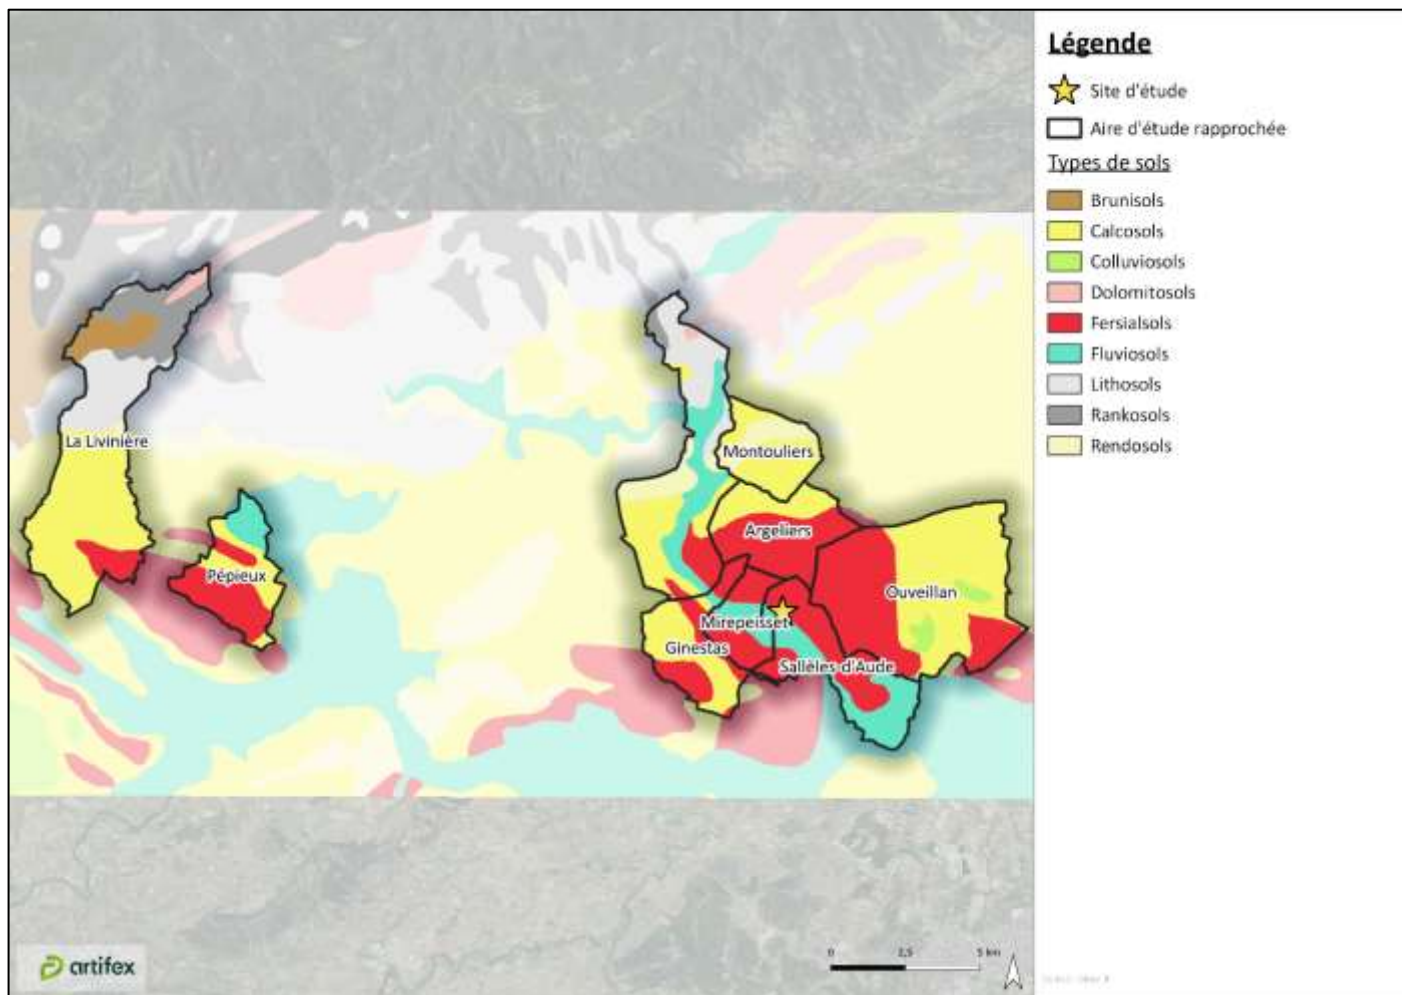 Légende
Site d'étude
Aire d'étude rapprochée
Types de sols
Brunisols
Calcosols
Colluviosols
Dolomitosols
Fersialsols
Fluviosols
Lithosols
Rankosols
Rendosols
La Livinière
Montouliers
Argeliers
Pépieux
Ouveillan
Mirepeisset
Ginestas
Sallèles d'Aude
0 2,5 5 km
artifex